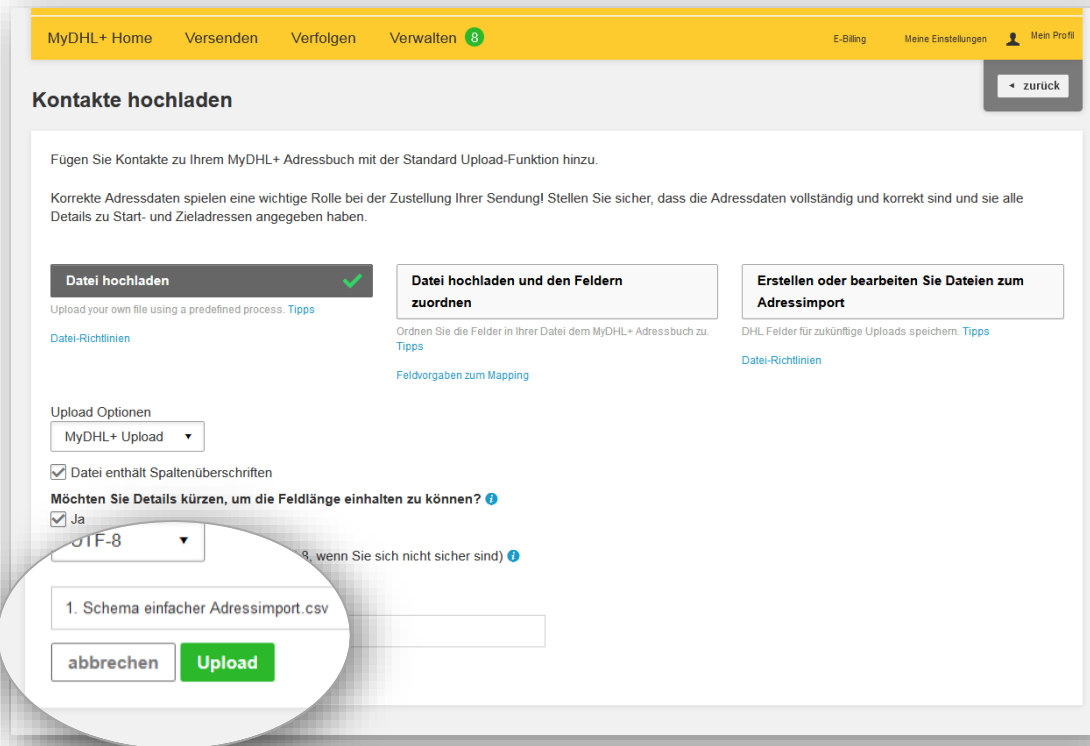 MyDHL+ Home Versenden Verfolgen Verwalten 8 E-Billing Meine Einstellungen Mein Profil
zurück
Kontakte hochladen
Fügen Sie Kontakte zu Ihrem MyDHL+ Adressbuch mit der Standard Upload-Funktion hinzu.
Korrekte Adressdaten spielen eine wichtige Rolle bei der Zustellung Ihrer Sendung! Stellen Sie sicher, dass die Adressdaten vollständig und korrekt sind und sie alle
Details zu Start- und Zieladressen angegeben haben.
Datei hochladen
Upload your own file using a predefined process. Tipps
Datei-Richtlinien
Datei hochladen und den Feldern
zuordnen
Ordnen Sie die Felder in Ihrer Datei dem MyDHL+ Adressbuch zu.
Tipps
Feldvorgaben zum Mapping
Erstellen oder bearbeiten Sie Dateien zum
Adressimport
DHL Felder für zukünftige Uploads speichern. Tipps
Datei-Richtlinien
Upload Optionen
MyDHL+ Upload
Datei enthält Spaltenüberschriften
Möchten Sie Details kürzen, um die Feldlänge einhalten zu können?
Ja
UTF-8
8, wenn Sie sich nicht sicher sind)
1. Schema einfacher Adressimport.csv
abbrechen Upload